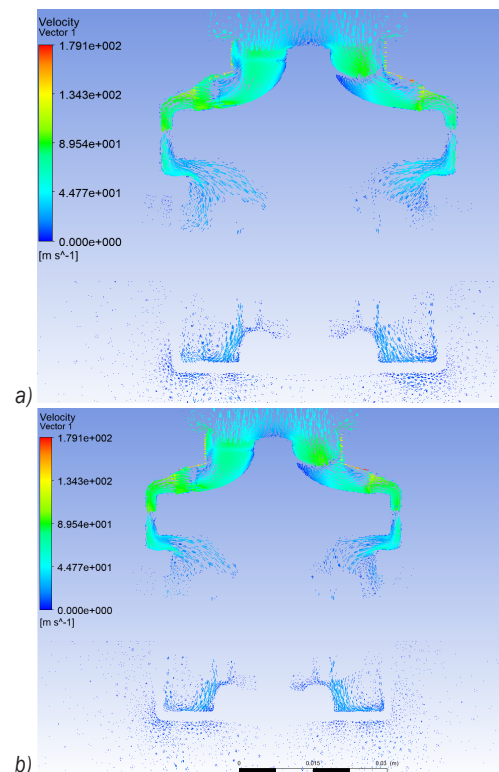 Velocity
Vector 1
1.791e+002
1.343e+002
8.954e+001
4.477e+001
0.000e+000
[m s^-1]
a)
Velocity
Vector 1
1.791e+002
1.343e+002
8.954e+001
4.477e+001
0.000e+000
[m s^-1]
0 0.015 0.03 (m)
b)